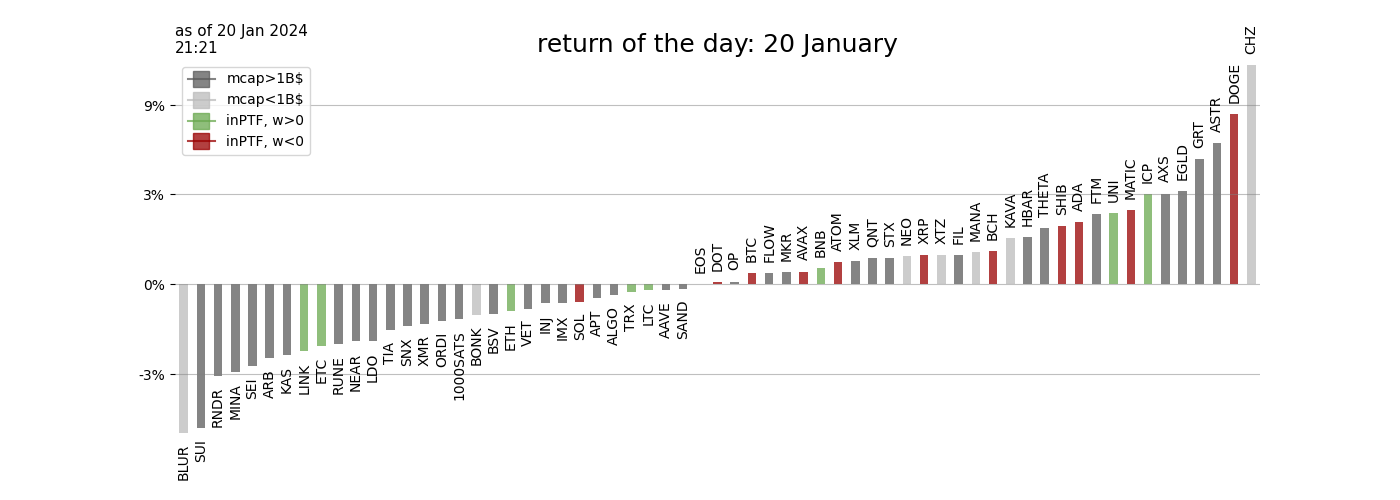 as of 20 Jan 2024
21:21
return of the day: 20 January
mcap>1B$
mcap<1B$
inPTF, w>0
inPTF, w<0
9%
3%
0%
-3%
BLUR
SUI
RNDR
MINA
SEI
ARB
KAS
LINK
ETC
RUNE
NEAR
LDO
TIA
SNX
XMR
ORDI
1000SATS
BONK
BSV
ETH
VET
INJ
IMX
SOL
APT
ALGO
TRX
LTC
AAVE
SAND
EOS
DOT
OP
BTC
FLOW
MKR
AVAX
BNB
ATOM
XLM
QNT
STX
NEO
XRP
XTZ
FIL
MANA
BCH
KAVA
HBAR
THETA
SHIB
ADA
FTM
UNI
MATIC
ICP
AXS
EGLD
GRT
ASTR
DOGE
CHZ